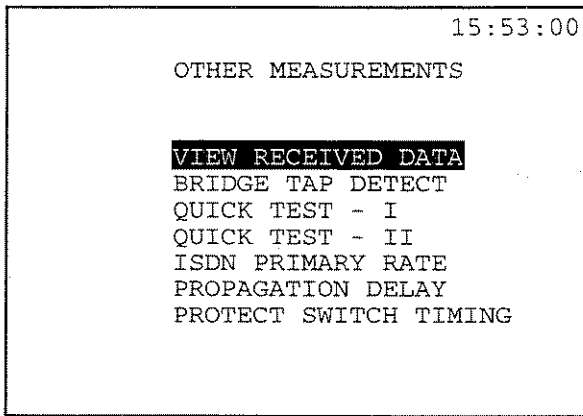 15:53:00
OTHER MEASUREMENTS
VIEW RECEIVED DATA
BRIDGE TAP DETECT
QUICK TEST - I
QUICK TEST - II
ISDN PRIMARY RATE
PROPAGATION DELAY
PROTECT SWITCH TIMING